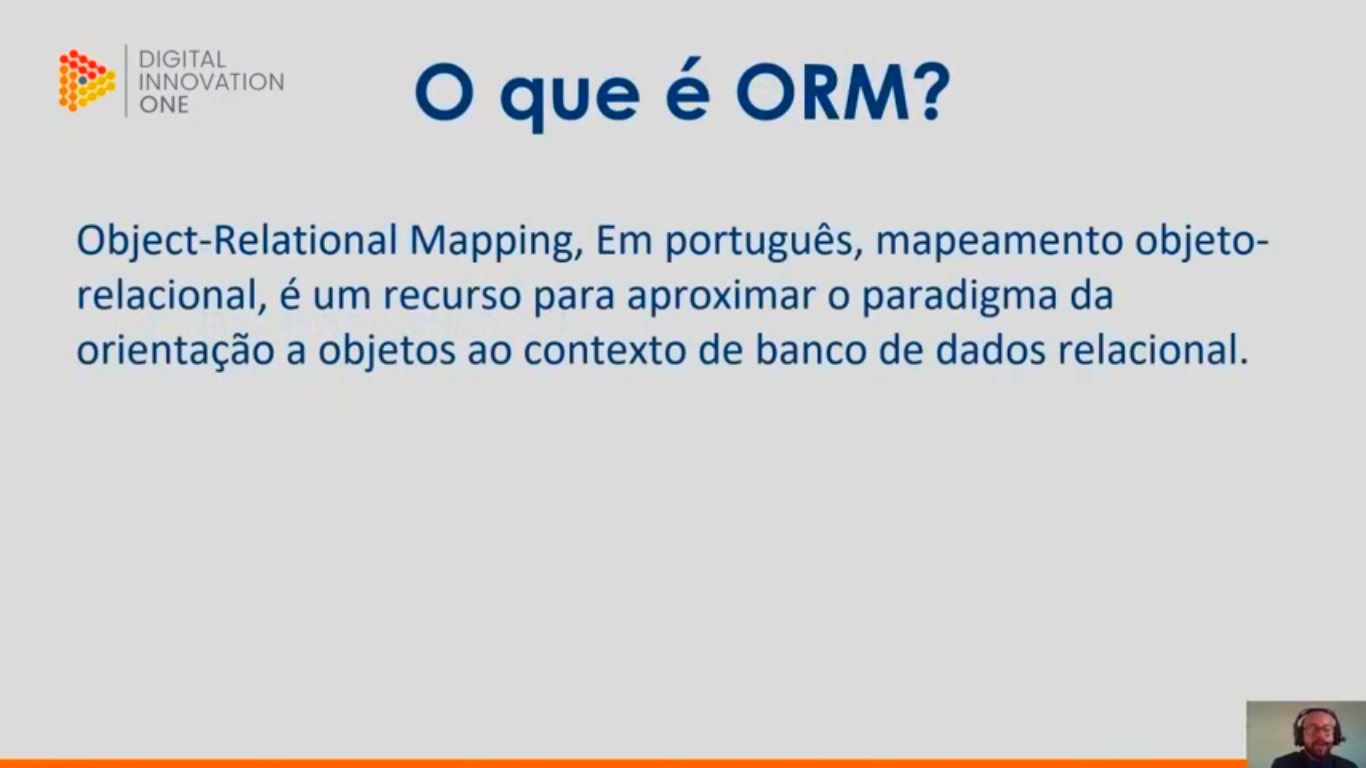 DIGITAL
INNOVATION
ONE
O que é ORM?
Object-Relational Mapping, Em português, mapeamento objeto-
relacional, é um recurso para aproximar o paradigma da
orientação a objetos ao contexto de banco de dados relacional.